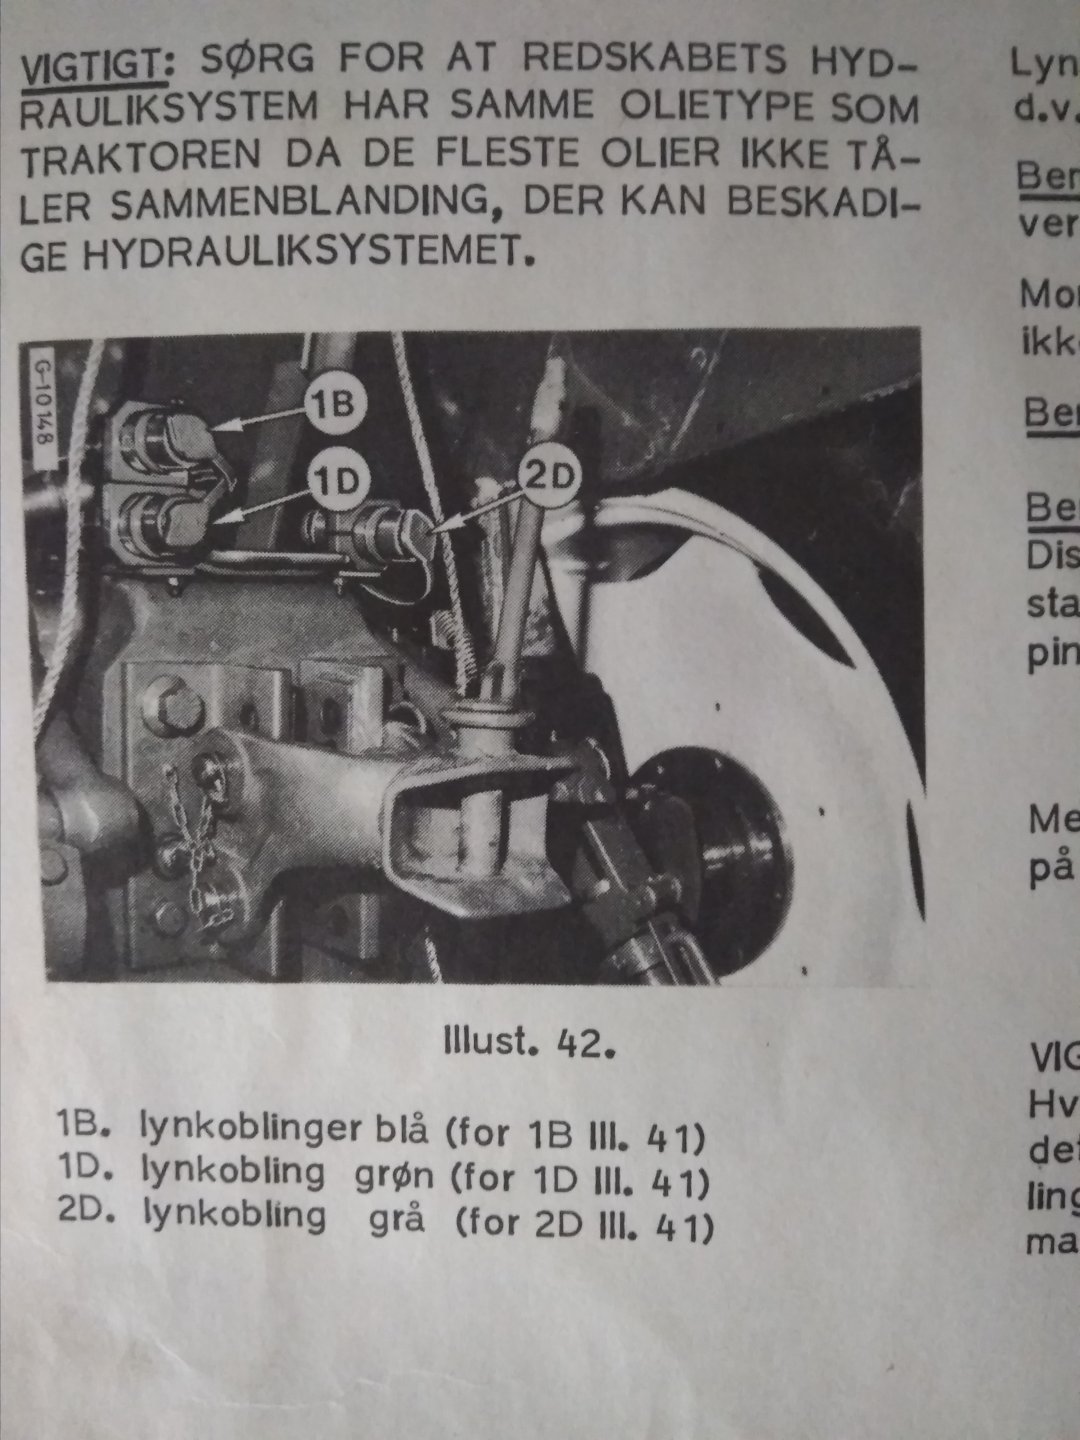 VIGTIGT: SØRG FOR AT REDSKABETS HYD-
RAULIKSYSTEM HAR SAMME OLIETYPE SOM
TRAKTOREN DA DE FLESTE OLIER IKKE TÅ-
LER SAMMENBLANDING, DER KAN BESKADI-
GE HYDRAULIKSYSTEMET.
G-10148
1B
1D
2D
Illust. 42.
1B. lynkoblinger blå (for 1B Ill. 41)
1D. lynkobling grøn (for 1D Ill. 41)
2D. lynkobling grå (for 2D Ill. 41)
Lyn
d.v.
Ber
ver
Mon
ikk
Ber
Be
Dis
sta
pin
Me
på
VIG
Hv
det
ling
ma